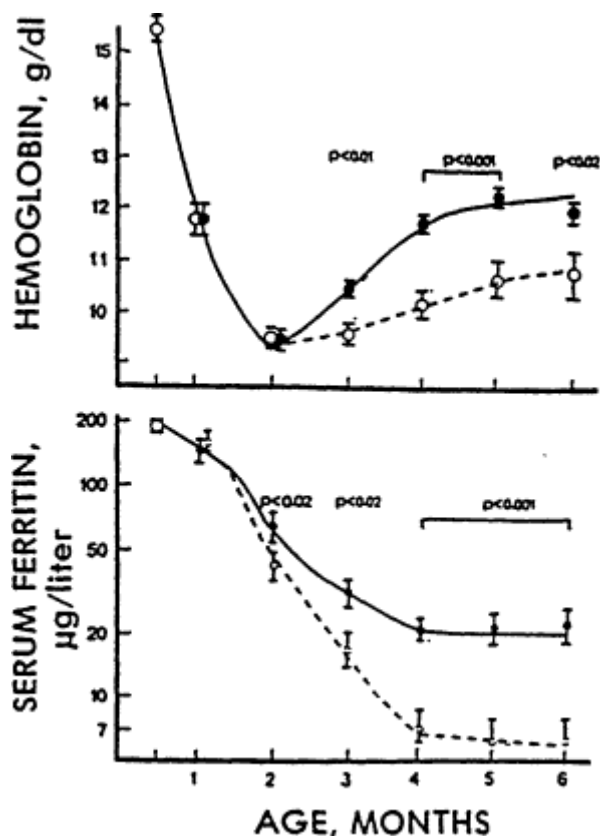 HEMOGLOBIN, g/dl
15
14
13
12
11
10
p<0.01
p<0.001
p<0.02
SERUM FERRITIN,
µg/liter
200
100
50
20
10
7
p<0.02
p<0.02
p<0.001
1 2 3 4 5 6
AGE, MONTHS